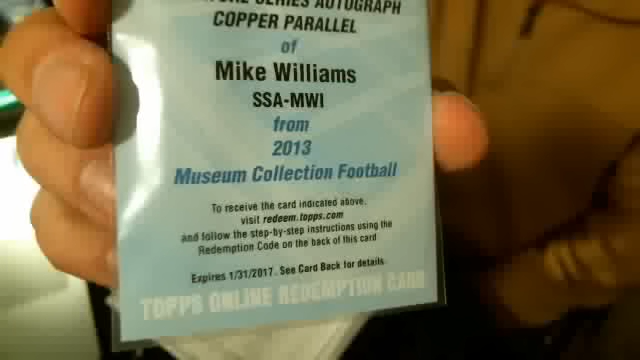 SERIES AUTOGRAPH
COPPER PARALLEL
of
Mike Williams
SSA-MWI
from
2013
Museum Collection Football
To receive the card indicated above,
visit redeem.topps.com
and follow the step-by-step instructions using the
Redemption Code on the back of this card
Expires 1/31/2017. See Card Back for details.
TOPPS ONLINE REDEMPTION CARD